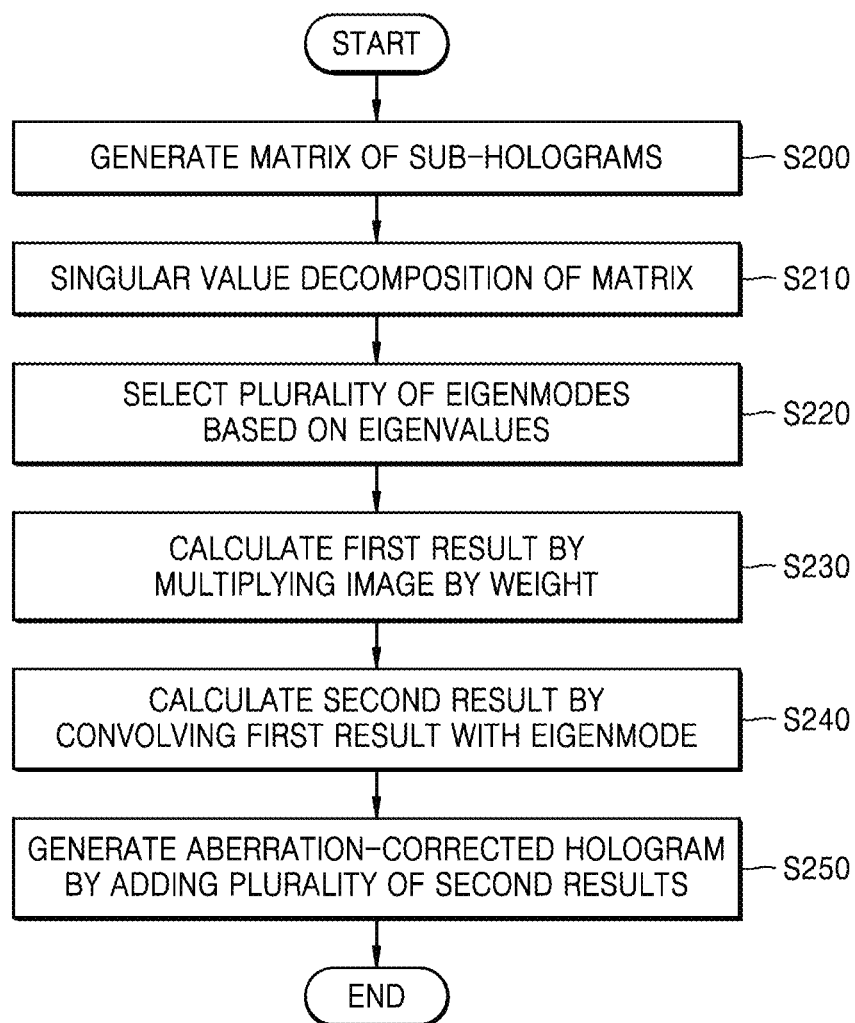 START
GENERATE MATRIX OF SUB-HOLOGRAMS
S200
SINGULAR VALUE DECOMPOSITION OF MATRIX
S210
SELECT PLURALITY OF EIGENMODES
BASED ON EIGENVALUES
S220
CALCULATE FIRST RESULT BY
MULTIPLYING IMAGE BY WEIGHT
S230
CALCULATE SECOND RESULT BY
CONVOLVING FIRST RESULT WITH EIGENMODE
S240
GENERATE ABERRATION-CORRECTED HOLOGRAM
BY ADDING PLURALITY OF SECOND RESULTS
S250
END